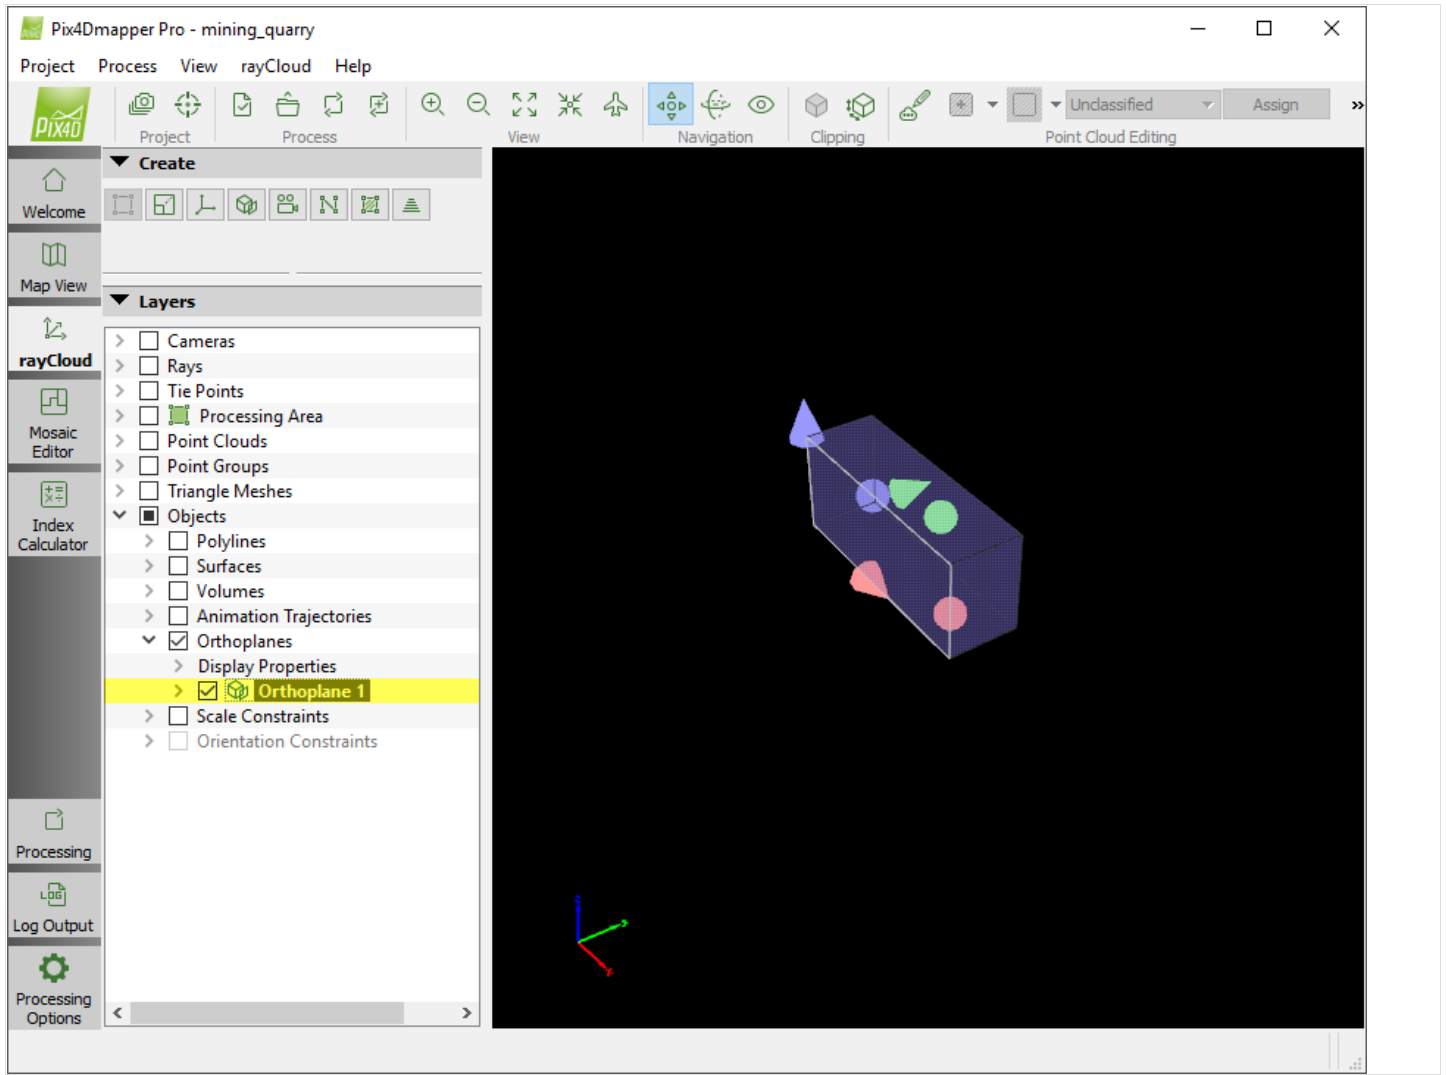 Pix4Dmapper Pro - mining_quarry
Project Process View rayCloud Help
PIX4D
Unclassified
Assign
»
Project Process View Navigation Clipping Point Cloud Editing
Create
Welcome
Map View
rayCloud
Mosaic
Editor
Index
Calculator
Processing
LOG
Log Output
Processing
Options
Layers
Cameras
Rays
Tie Points
Processing Area
Point Clouds
Point Groups
Triangle Meshes
Objects
Polylines
Surfaces
Volumes
Animation Trajectories
Orthoplanes
Display Properties
Orthoplane 1
Scale Constraints
Orientation Constraints